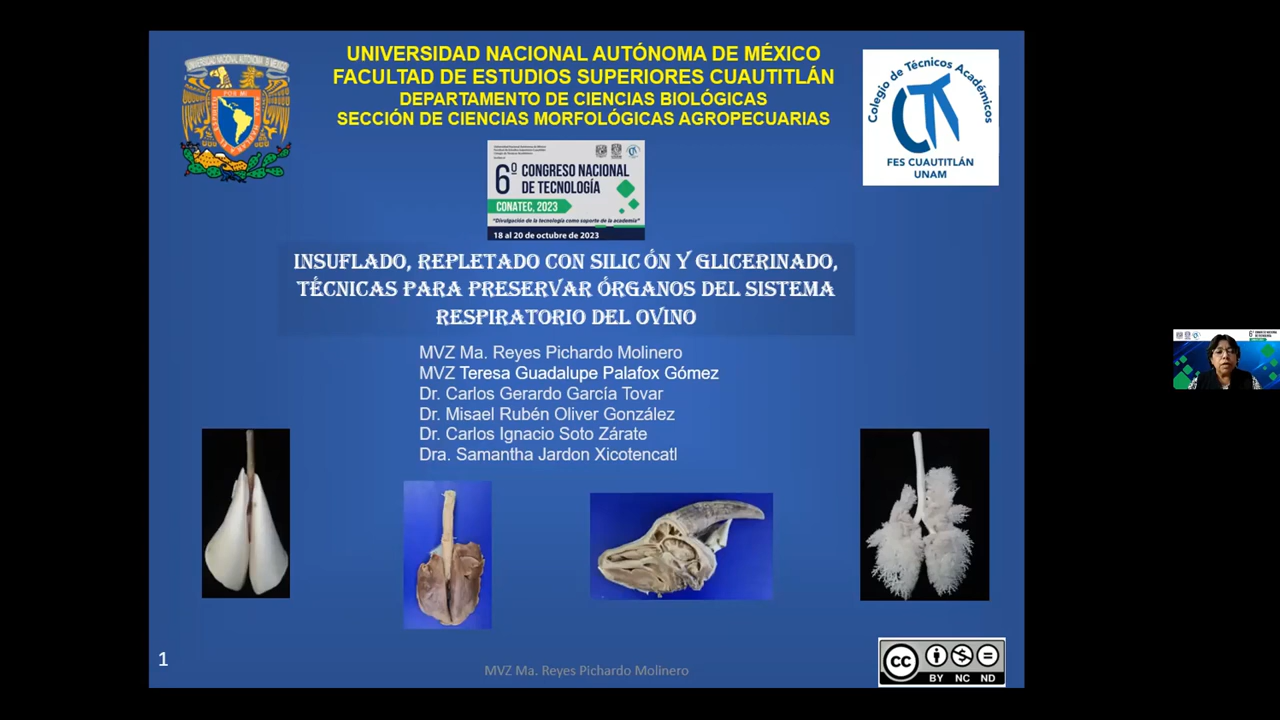 UNIVERSIDAD NACIONAL AUTÓNOMA DE MÉXICO
FACULTAD DE ESTUDIOS SUPERIORES CUAUTITLÁN
DEPARTAMENTO DE CIENCIAS BIOLÓGICAS
SECCIÓN DE CIENCIAS MORFOLÓGICAS AGROPECUARIAS
Colegio de Técnicos Académicos
FES CUAUTITLÁN
UNAM
6º CONGRESO NACIONAL
DE TECNOLOGÍA
CONATEC, 2023
"Divulgación de la tecnología como soporte de la academia"
18 al 20 de octubre de 2023
INSUFLADO, REPLETADO CON SILICÓN Y GLICERINADO,
TÉCNICAS PARA PRESERVAR ÓRGANOS DEL SISTEMA
RESPIRATORIO DEL OVINO
MVZ Ma. Reyes Pichardo Molinero
MVZ Teresa Guadalupe Palafox Gómez
Dr. Carlos Gerardo García Tovar
Dr. Misael Rubén Oliver González
Dr. Carlos Ignacio Soto Zárate
Dra. Samantha Jardon Xicotencatl
1
MVZ Ma. Reyes Pichardo Molinero
CC
BY NC ND